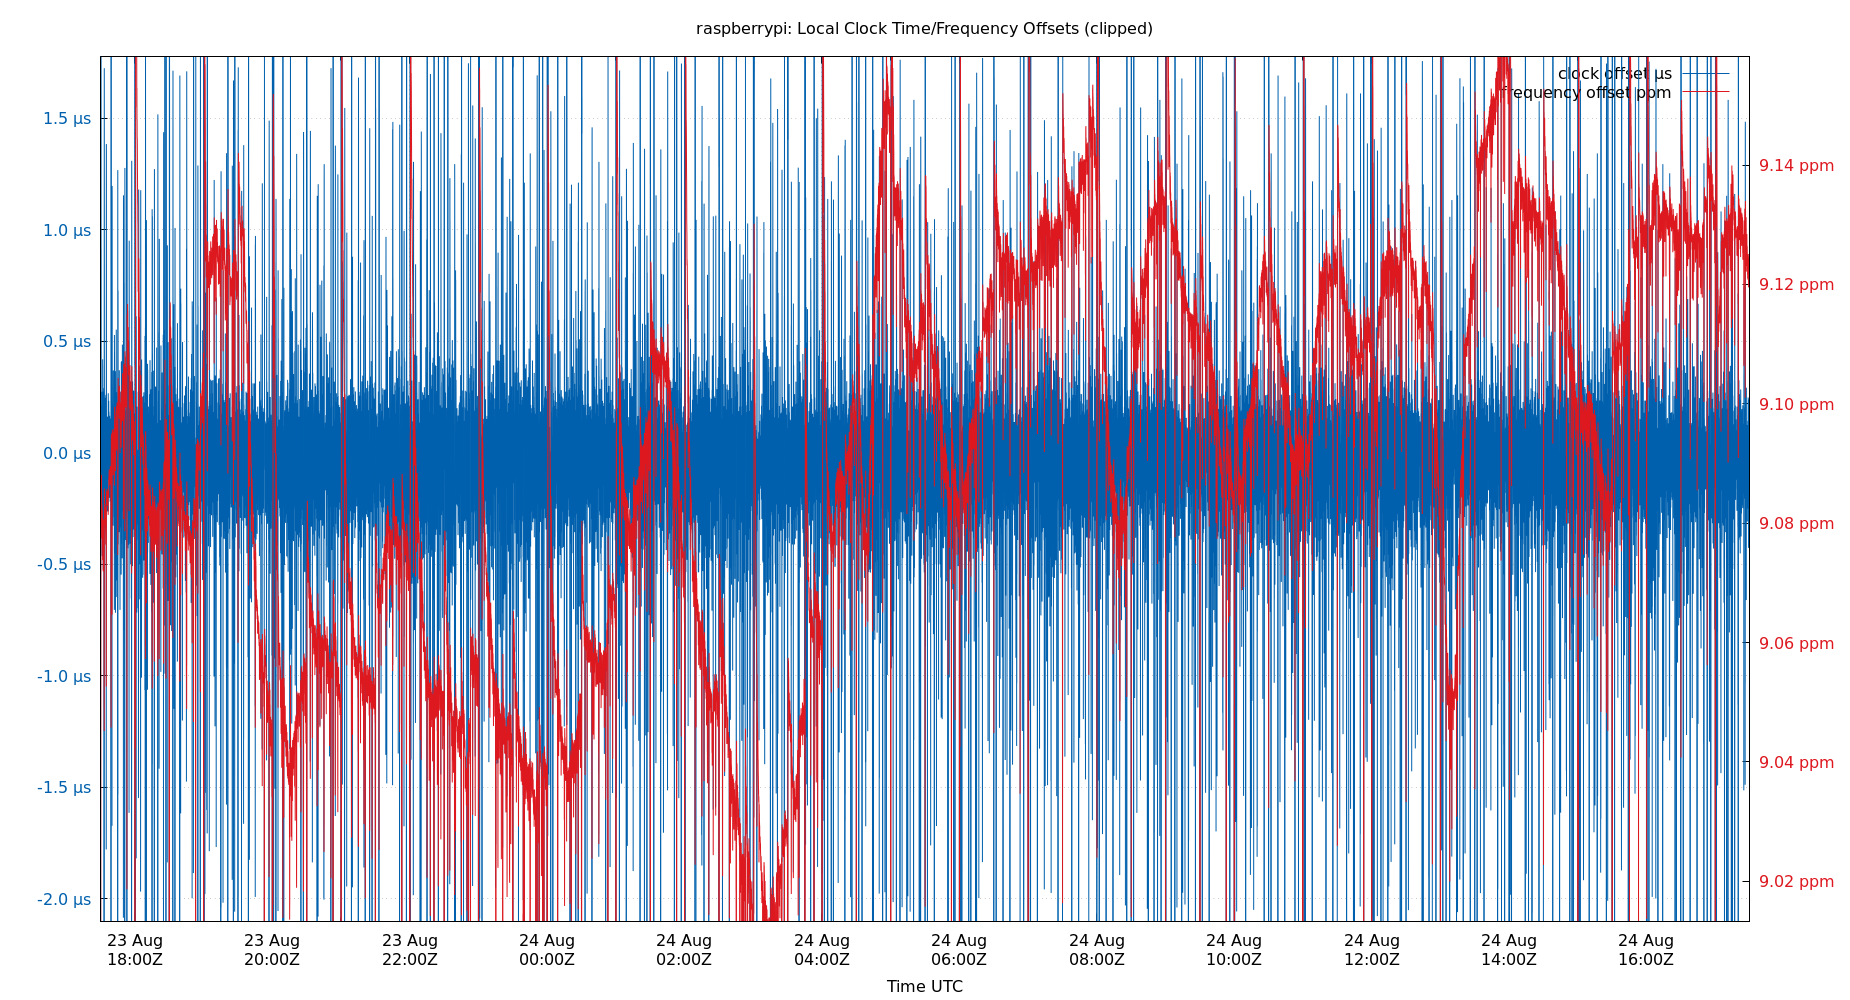 raspberrypi: Local Clock Time/Frequency Offsets (clipped)
clock offset µs
frequency offset ppm
1.5 µs
1.0 µs
0.5 µs
0.0 µs
-0.5 µs
-1.0 µs
-1.5 µs
-2.0 µs
9.14 ppm
9.12 ppm
9.10 ppm
9.08 ppm
9.06 ppm
9.04 ppm
9.02 ppm
23 Aug 23 Aug 23 Aug 24 Aug 24 Aug 24 Aug 24 Aug 24 Aug 24 Aug 24 Aug 24 Aug 24 Aug
18:00Z 20:00Z 22:00Z 00:00Z 02:00Z 04:00Z 06:00Z 08:00Z 10:00Z 12:00Z 14:00Z 16:00Z
Time UTC